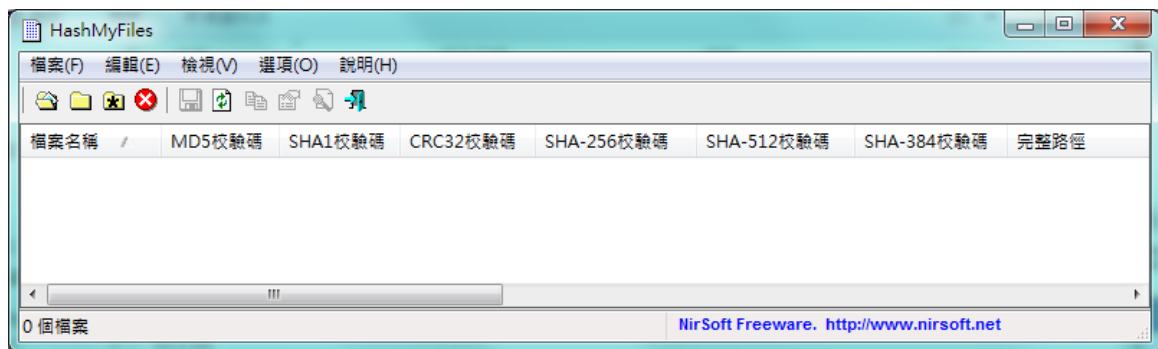 HashMyFiles
檔案(F) 編輯(E) 檢視(V) 選項(O) 說明(H)
檔案名稱 MD5校驗碼 SHA1校驗碼 CRC32校驗碼 SHA-256校驗碼 SHA-512校驗碼 SHA-384校驗碼 完整路徑
0 個檔案 NirSoft Freeware. http://www.nirsoft.net